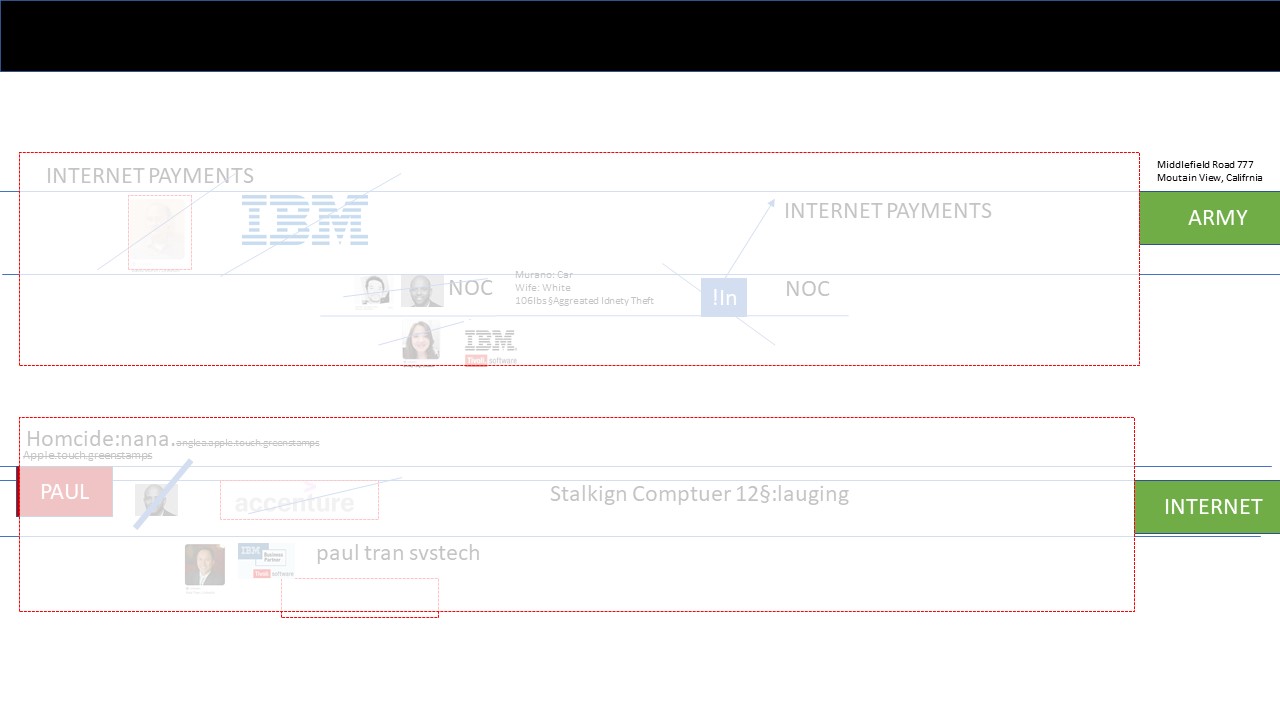 INTERNET PAYMENTS
Middlefield Road 777
Moutain View, Califrnia
IBM
INTERNET PAYMENTS
ARMY
NOC
Murano: Car
Wife: White
106lbs §Aggreated Idnety Theft
!In
NOC
IBM
Tivoli software
Homcide:nana.anglea.apple.touch.greenstamps
Apple.touch.greenstamps
PAUL
accenture
Stalkign Comptuer 12§:lauging
INTERNET
IBM Business Partner
Tivoli software
paul tran svstech